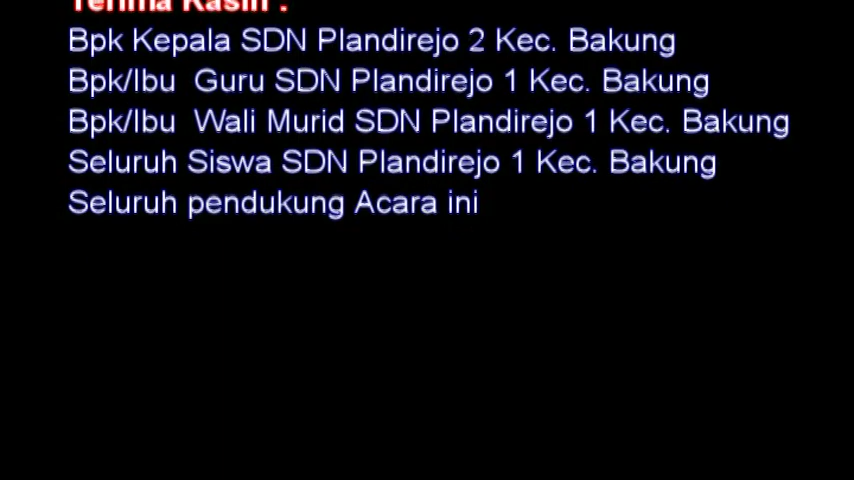 Terima Kasih :
Bpk Kepala SDN Plandirejo 2 Kec. Bakung
Bpk/Ibu  Guru SDN Plandirejo 1 Kec. Bakung
Bpk/Ibu  Wali Murid SDN Plandirejo 1 Kec. Bakung
Seluruh Siswa SDN Plandirejo 1 Kec. Bakung
Seluruh pendukung Acara ini